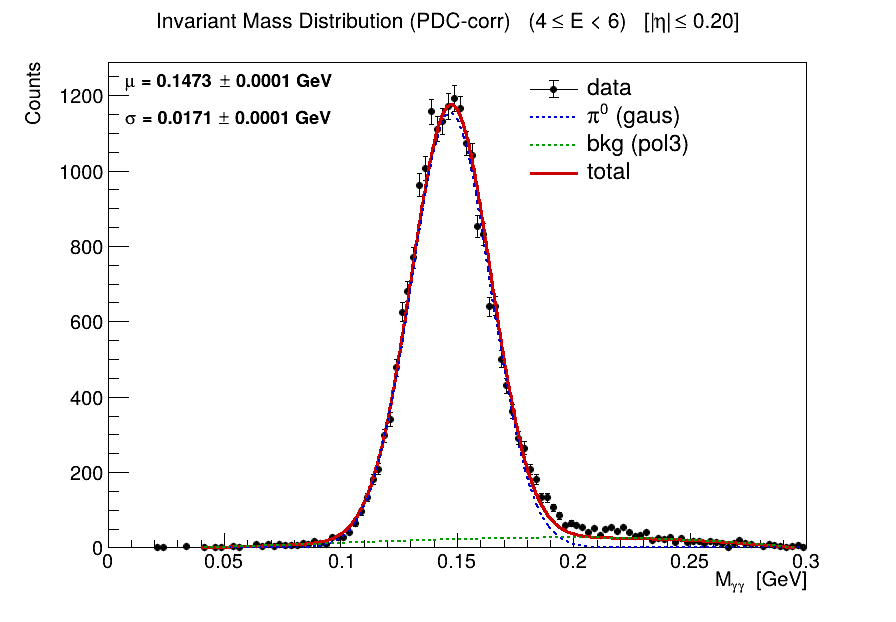 Invariant Mass Distribution (PDC-corr) (4 ≤ E < 6) [|η| ≤ 0.20]
Counts
μ = 0.1473 ± 0.0001 GeV
σ = 0.0171 ± 0.0001 GeV
data
π⁰ (gaus)
bkg (pol3)
total
1200
1000
800
600
400
200
0
0 0.05 0.1 0.15 0.2 0.25 0.3
Mγγ [GeV]